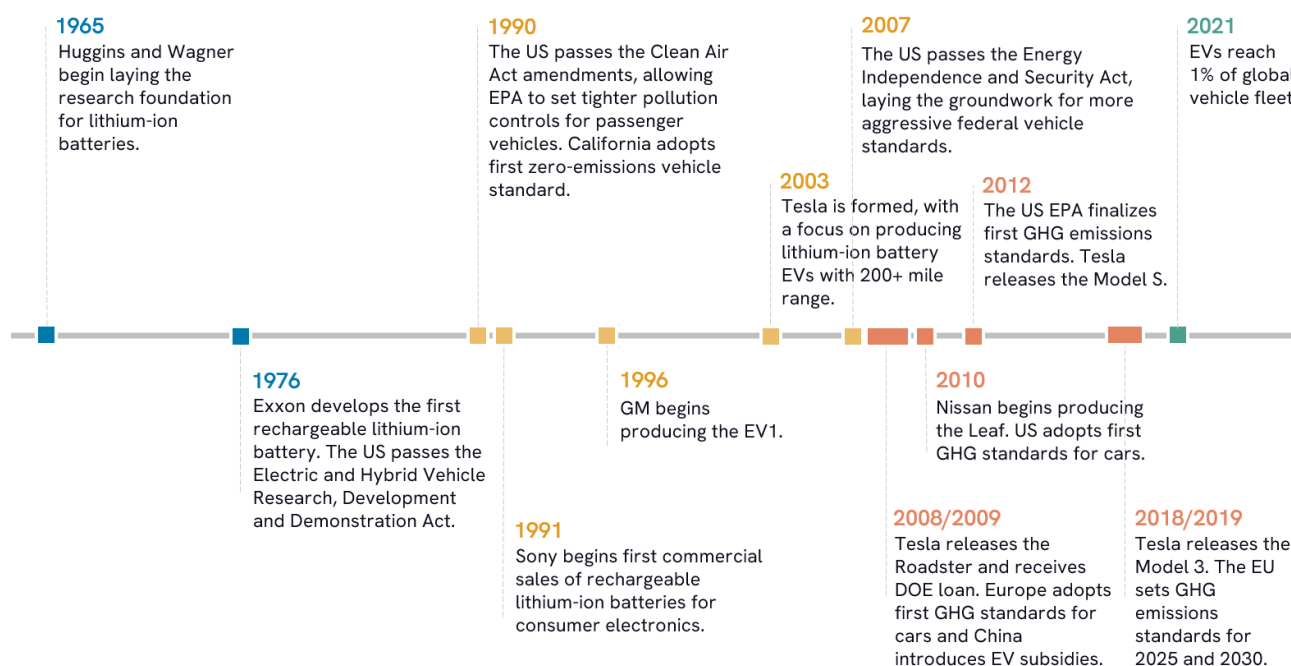 1965
Huggins and Wagner
begin laying the
research foundation
for lithium-ion
batteries.
1990
The US passes the Clean Air
Act amendments, allowing
EPA to set tighter pollution
controls for passenger
vehicles. California adopts
first zero-emissions vehicle
standard.
2007
The US passes the Energy
Independence and Security Act,
laying the groundwork for more
aggressive federal vehicle
standards.
2021
EVs reach
1% of global
vehicle fleet
2003
Tesla is formed, with
a focus on producing
lithium-ion battery
EVs with 200+ mile
range.
2012
The US EPA finalizes
first GHG emissions
standards. Tesla
releases the Model S.
1976
Exxon develops the first
rechargeable lithium-ion
battery. The US passes the
Electric and Hybrid Vehicle
Research, Development
and Demonstration Act.
1996
GM begins
producing the EV1.
2010
Nissan begins producing
the Leaf. US adopts first
GHG standards for cars.
1991
Sony begins first commercial
sales of rechargeable
lithium-ion batteries for
consumer electronics.
2008/2009
Tesla releases the
Roadster and receives
DOE loan. Europe adopts
first GHG standards for
cars and China
introduces EV subsidies.
2018/2019
Tesla releases the
Model 3. The EU
sets GHG
emissions
standards for
2025 and 2030.